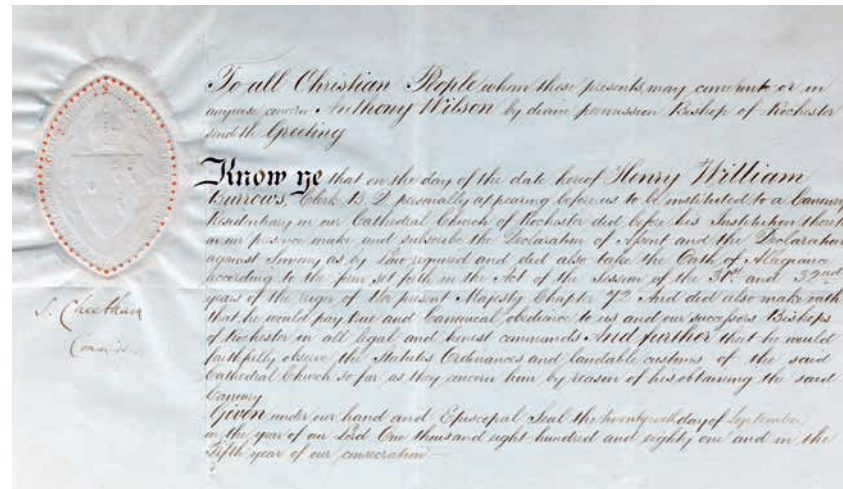 To all Christian People whom these presents may come unto or in
anywise concern Anthony Wilson by divine permission Bishop of Rochester
sendeth Greeting
Know ye that on the day of the date hereof Henry William
Burrows, Clerk B.D. personally appearing before us to be instituted to a Canonry
Residentiary in our Cathedral Church of Rochester did before his Institution thereto
in our presence make and subscribe the Declaration of Assent and the Declaration
against Simony as by Law required and did also take the Oath of Allegiance
according to the form set forth in the Act of the Session of the 31st and 32nd
years of the reign of Her present Majesty Chapter 72 And did also make oath
that he would pay true and Canonical obedience to us and our successors Bishops
of Rochester in all legal and honest commands And further that he would
faithfully observe the Statutes Ordinances and laudable customs of the said
Cathedral Church so far as they concern him by reason of his obtaining the said
Canonry
Given under our hand and Episcopal Seal the day of September
in the year of our Lord One thousand eight hundred and eighty one and in the
Fifth year of our consecration
S. Cheetham